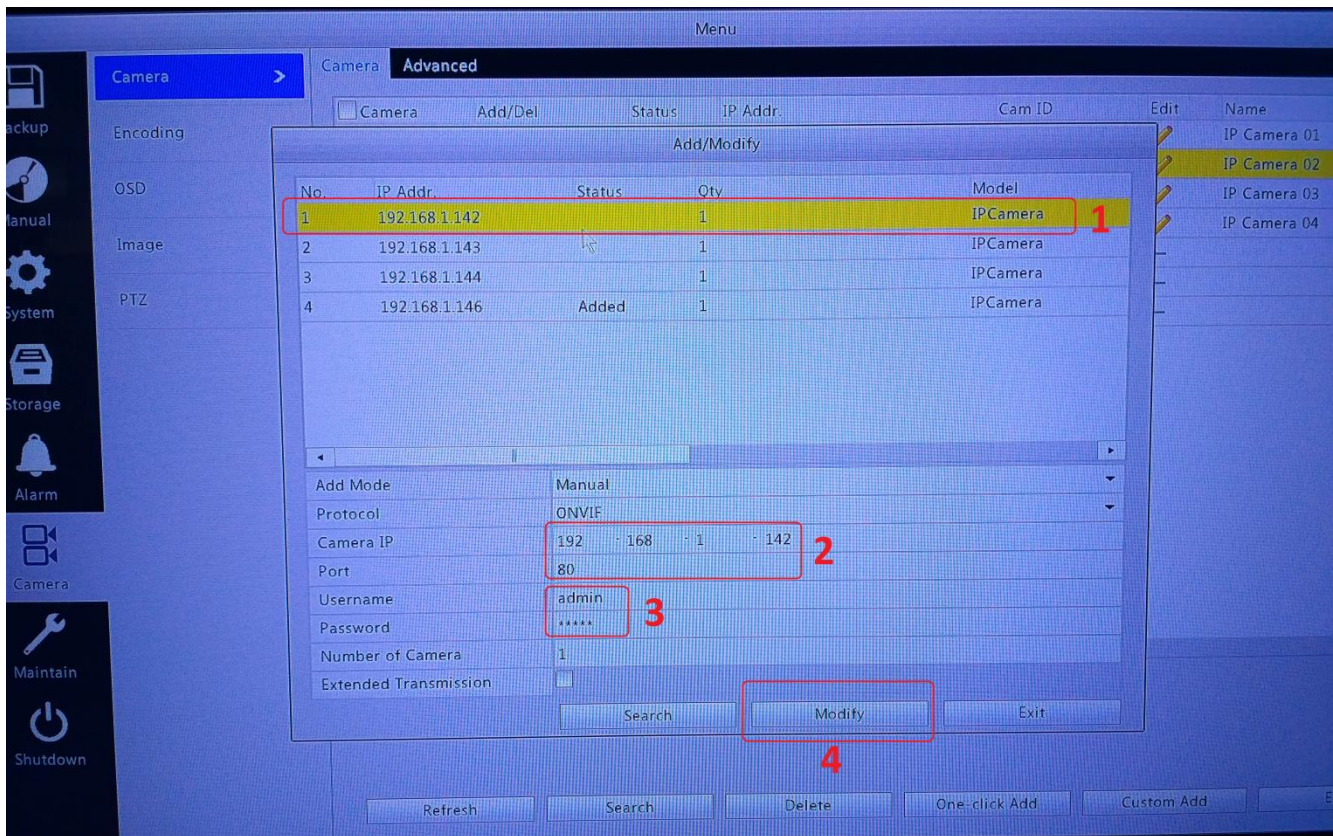 Menu
Camera >
Camera Advanced
Camera Add/Del Status IP Addr. Cam ID Edit Name
ackup
Encoding
Add/Modify
IP Camera 01
IP Camera 02
OSD
No. IP Addr. Status Qty Model
IP Camera 03
1 192.168.1.142 1 IPCamera 1
Manual
IP Camera 04
Image
2 192.168.1.143 1 IPCamera
3 192.168.1.144 1 IPCamera
PTZ
4 192.168.1.146 Added 1 IPCamera
System
Storage
Add Mode Manual
Alarm
Protocol ONVIF
Camera IP 192 . 168 . 1 . 142 2
Port 80
Camera
Username admin
3
Password *****
Number of Camera 1
Maintain
Extended Transmission
Search Modify Exit
4
Shutdown
Refresh Search Delete One-click Add Custom Add E